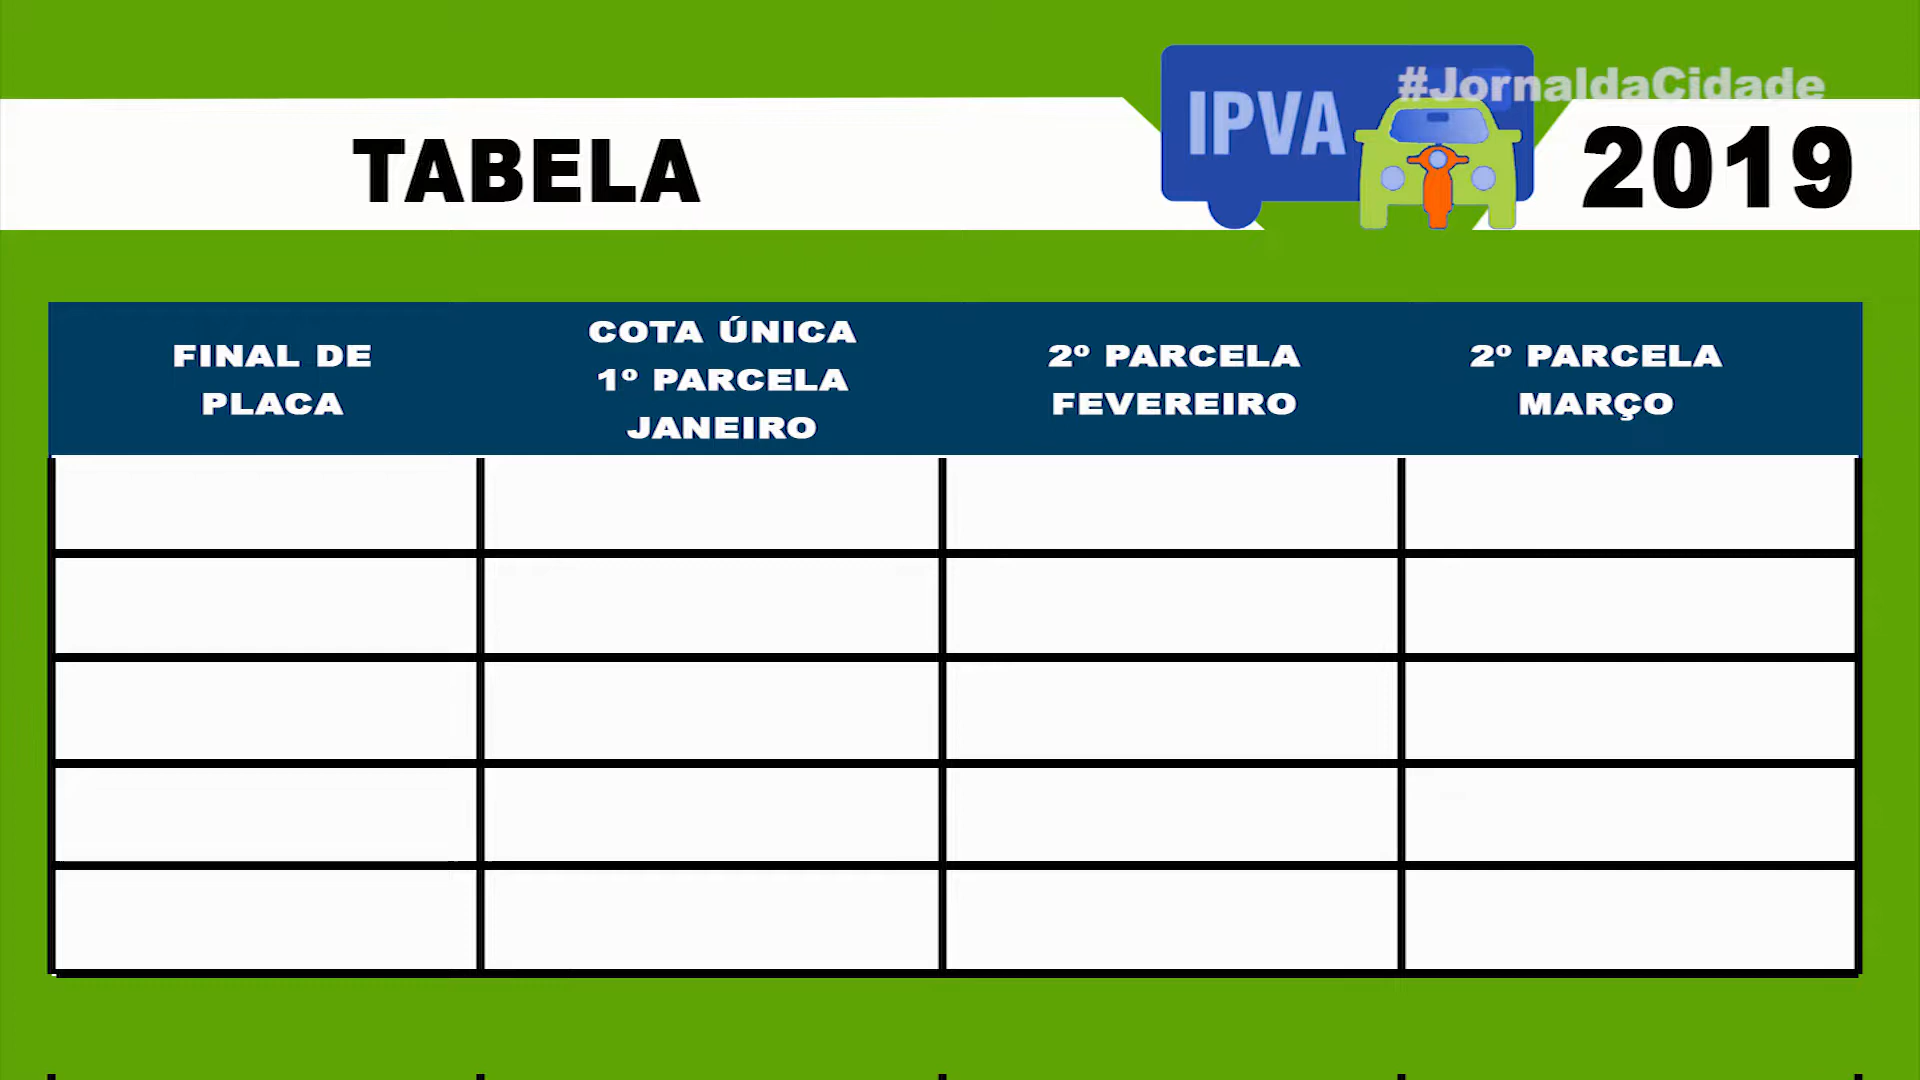 #JornaldaCidade
TABELA
IPVA
2019
FINAL DE
PLACA
COTA ÚNICA
1º PARCELA
JANEIRO
2º PARCELA
FEVEREIRO
2º PARCELA
MARÇO